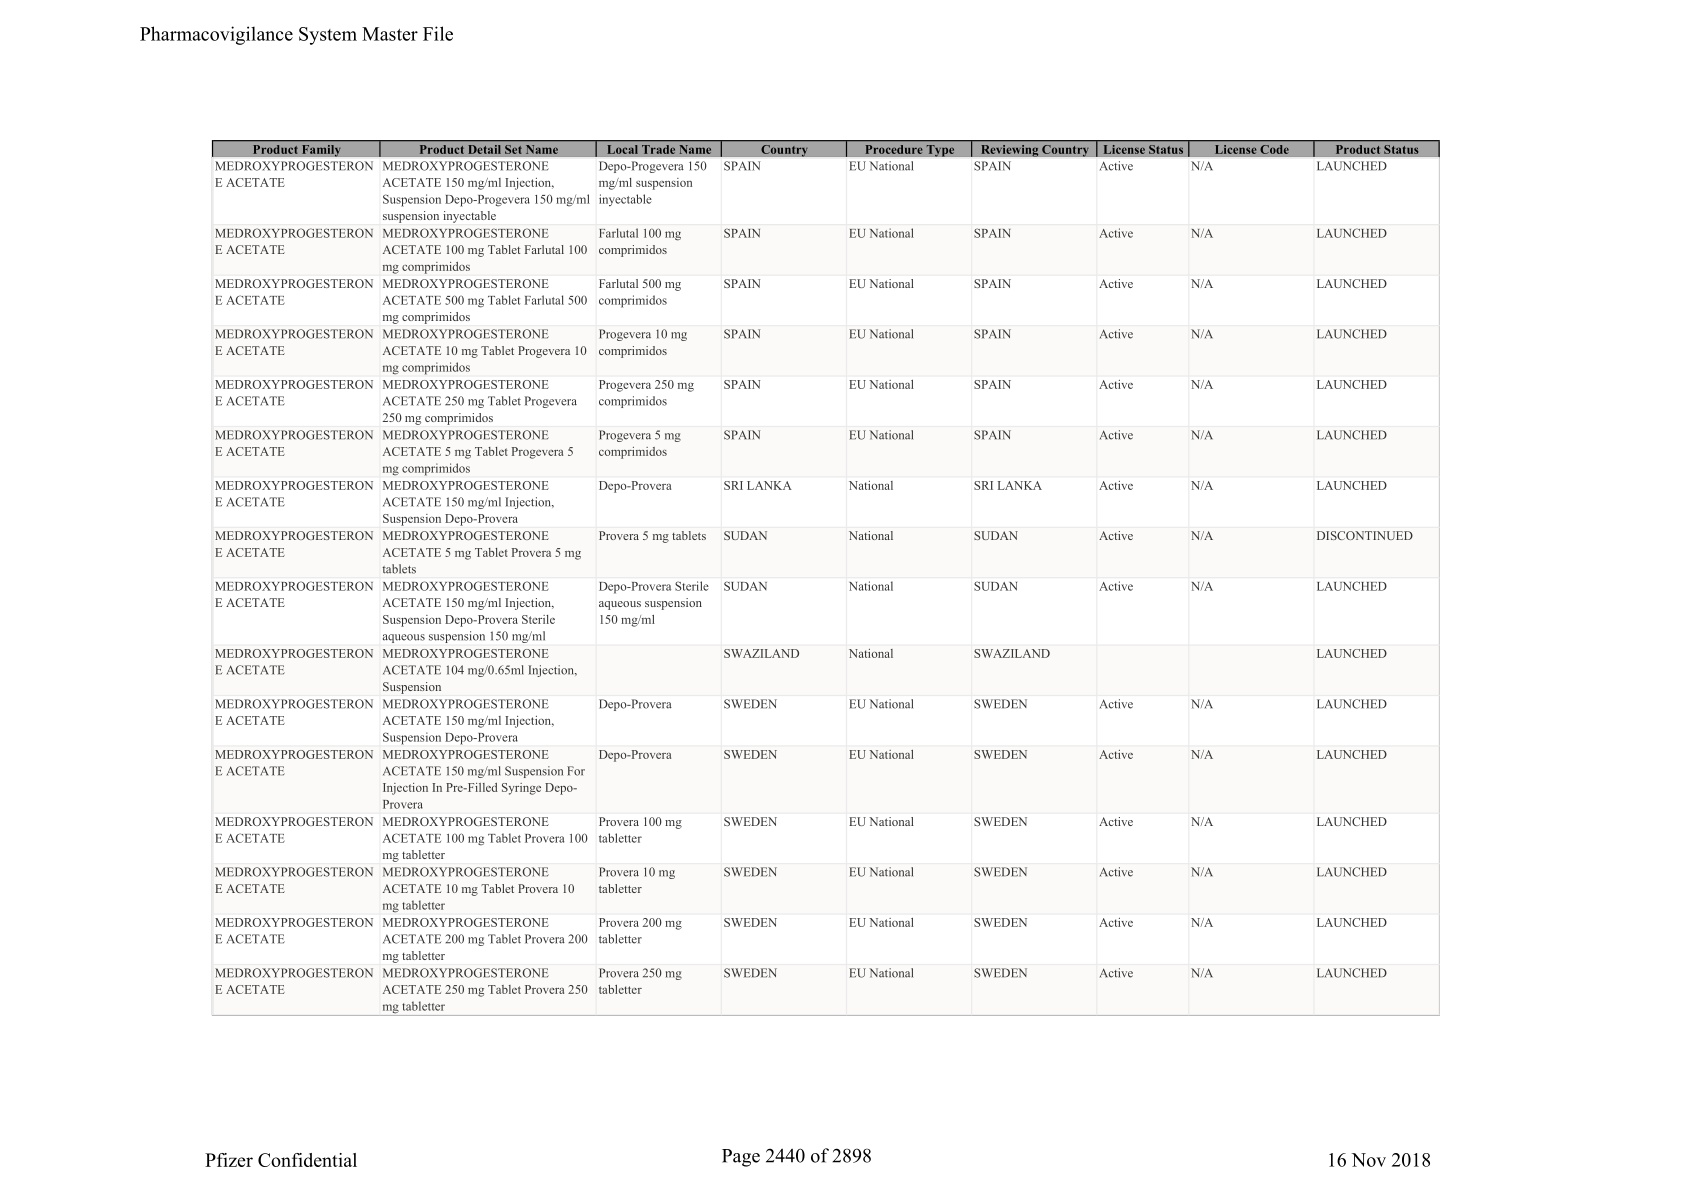 Pharmacovigilance System Master File
Product Family Product Detail Set Name Local Trade Name Country Procedure Type Reviewing Country License Status License Code Product Status
MEDROXYPROGESTERON MEDROXYPROGESTERONE Depo-Progevera 150 SPAIN EU National SPAIN Active N/A LAUNCHED
E ACETATE ACETATE 150 mg/ml Injection, mg/ml suspension
Suspension Depo-Progevera 150 mg/ml inyectable
suspension inyectable
MEDROXYPROGESTERON MEDROXYPROGESTERONE Farlutal 100 mg SPAIN EU National SPAIN Active N/A LAUNCHED
E ACETATE ACETATE 100 mg Tablet Farlutal 100 comprimidos
mg comprimidos
MEDROXYPROGESTERON MEDROXYPROGESTERONE Farlutal 500 mg SPAIN EU National SPAIN Active N/A LAUNCHED
E ACETATE ACETATE 500 mg Tablet Farlutal 500 comprimidos
mg comprimidos
MEDROXYPROGESTERON MEDROXYPROGESTERONE Progevera 10 mg SPAIN EU National SPAIN Active N/A LAUNCHED
E ACETATE ACETATE 10 mg Tablet Progevera 10 comprimidos
mg comprimidos
MEDROXYPROGESTERON MEDROXYPROGESTERONE Progevera 250 mg SPAIN EU National SPAIN Active N/A LAUNCHED
E ACETATE ACETATE 250 mg Tablet Progevera comprimidos
250 mg comprimidos
MEDROXYPROGESTERON MEDROXYPROGESTERONE Progevera 5 mg SPAIN EU National SPAIN Active N/A LAUNCHED
E ACETATE ACETATE 5 mg Tablet Progevera 5 comprimidos
mg comprimidos
MEDROXYPROGESTERON MEDROXYPROGESTERONE Depo-Provera SRI LANKA National SRI LANKA Active N/A LAUNCHED
E ACETATE ACETATE 150 mg/ml Injection,
Suspension Depo-Provera
MEDROXYPROGESTERON MEDROXYPROGESTERONE Provera 5 mg tablets SUDAN National SUDAN Active N/A DISCONTINUED
E ACETATE ACETATE 5 mg Tablet Provera 5 mg
tablets
MEDROXYPROGESTERON MEDROXYPROGESTERONE Depo-Provera Sterile SUDAN National SUDAN Active N/A LAUNCHED
E ACETATE ACETATE 150 mg/ml Injection, aqueous suspension
Suspension Depo-Provera Sterile 150 mg/ml
aqueous suspension 150 mg/ml
MEDROXYPROGESTERON MEDROXYPROGESTERONE SWAZILAND National SWAZILAND LAUNCHED
E ACETATE ACETATE 104 mg/0.65ml Injection,
Suspension
MEDROXYPROGESTERON MEDROXYPROGESTERONE Depo-Provera SWEDEN EU National SWEDEN Active N/A LAUNCHED
E ACETATE ACETATE 150 mg/ml Injection,
Suspension Depo-Provera
MEDROXYPROGESTERON MEDROXYPROGESTERONE Depo-Provera SWEDEN EU National SWEDEN Active N/A LAUNCHED
E ACETATE ACETATE 150 mg/ml Suspension For
Injection In Pre-Filled Syringe Depo-
Provera
MEDROXYPROGESTERON MEDROXYPROGESTERONE Provera 100 mg SWEDEN EU National SWEDEN Active N/A LAUNCHED
E ACETATE ACETATE 100 mg Tablet Provera 100 tabletter
mg tabletter
MEDROXYPROGESTERON MEDROXYPROGESTERONE Provera 10 mg SWEDEN EU National SWEDEN Active N/A LAUNCHED
E ACETATE ACETATE 10 mg Tablet Provera 10 tabletter
mg tabletter
MEDROXYPROGESTERON MEDROXYPROGESTERONE Provera 200 mg SWEDEN EU National SWEDEN Active N/A LAUNCHED
E ACETATE ACETATE 200 mg Tablet Provera 200 tabletter
mg tabletter
MEDROXYPROGESTERON MEDROXYPROGESTERONE Provera 250 mg SWEDEN EU National SWEDEN Active N/A LAUNCHED
E ACETATE ACETATE 250 mg Tablet Provera 250 tabletter
mg tabletter
Pfizer Confidential Page 2440 of 2898 16 Nov 2018